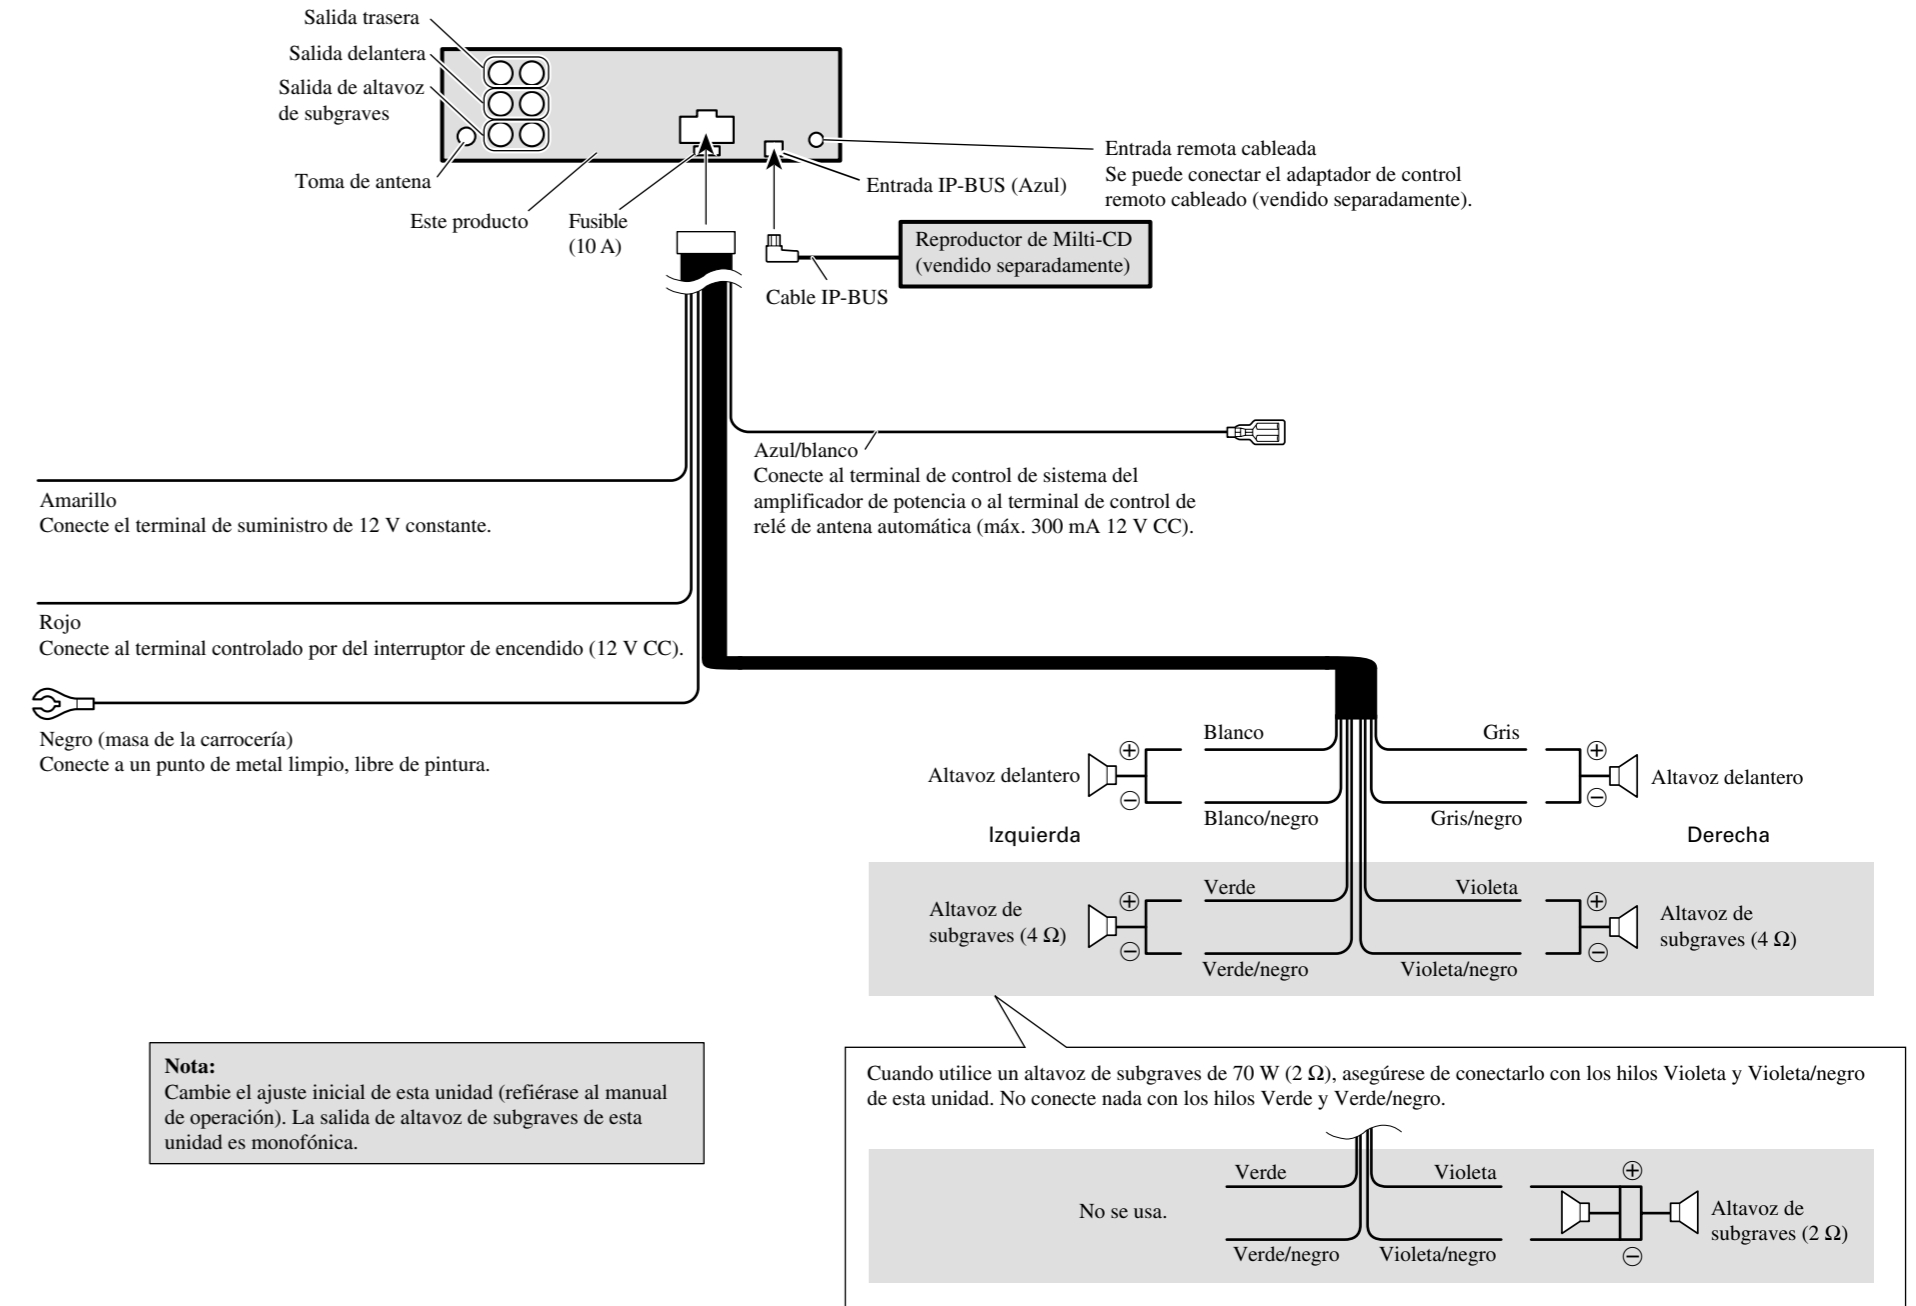 Salida trasera
Salida delantera
Salida de altavoz
de subgraves
Toma de antena
Este producto
Fusible
(10 A)
Entrada IP-BUS (Azul)
Entrada remota cableada
Se puede conectar el adaptador de control
remoto cableado (vendido separadamente).
Reproductor de Milti-CD
(vendido separadamente)
Cable IP-BUS
Azul/blanco
Conecte al terminal de control de sistema del
amplificador de potencia o al terminal de control de
relé de antena automática (máx. 300 mA 12 V CC).
Amarillo
Conecte el terminal de suministro de 12 V constante.
Rojo
Conecte al terminal controlado por del interruptor de encendido (12 V CC).
Negro (masa de la carrocería)
Conecte a un punto de metal limpio, libre de pintura.
Blanco
Gris
⊕
⊕
Altavoz delantero
Altavoz delantero
⊖
⊖
Blanco/negro
Gris/negro
Izquierda
Derecha
Verde
Violeta
⊕
⊕
Altavoz de
subgraves (4 Ω)
Altavoz de
subgraves (4 Ω)
⊖
⊖
Verde/negro
Violeta/negro
Nota:
Cambie el ajuste inicial de esta unidad (refiérase al manual
de operación). La salida de altavoz de subgraves de esta
unidad es monofónica.
Cuando utilice un altavoz de subgraves de 70 W (2 Ω), asegúrese de conectarlo con los hilos Violeta y Violeta/negro
de esta unidad. No conecte nada con los hilos Verde y Verde/negro.
Verde
Violeta
⊕
No se usa.
Altavoz de
subgraves (2 Ω)
Verde/negro
Violeta/negro
⊖